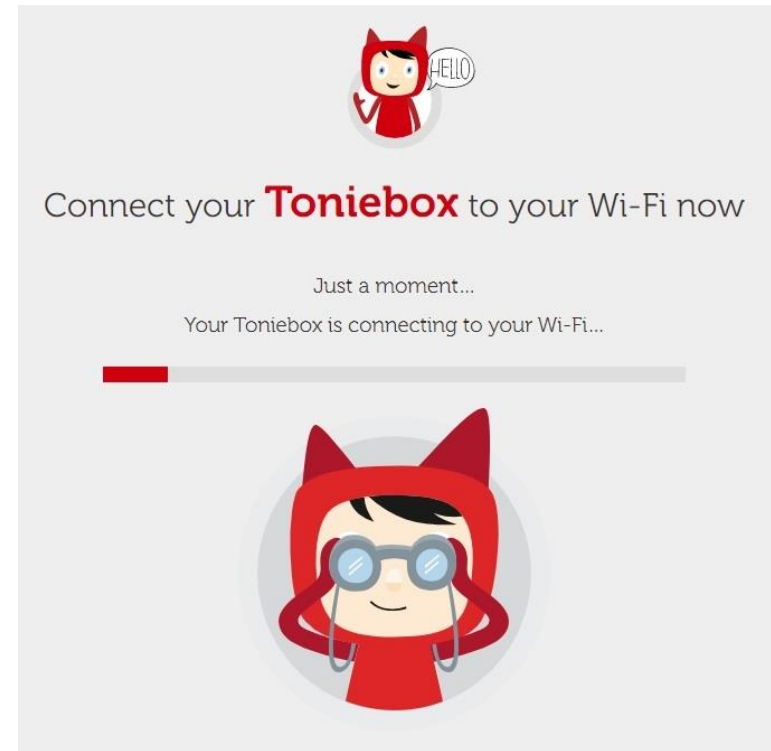 HELLO
Connect your Toniebox to your Wi-Fi now
Just a moment...
Your Toniebox is connecting to your Wi-Fi...